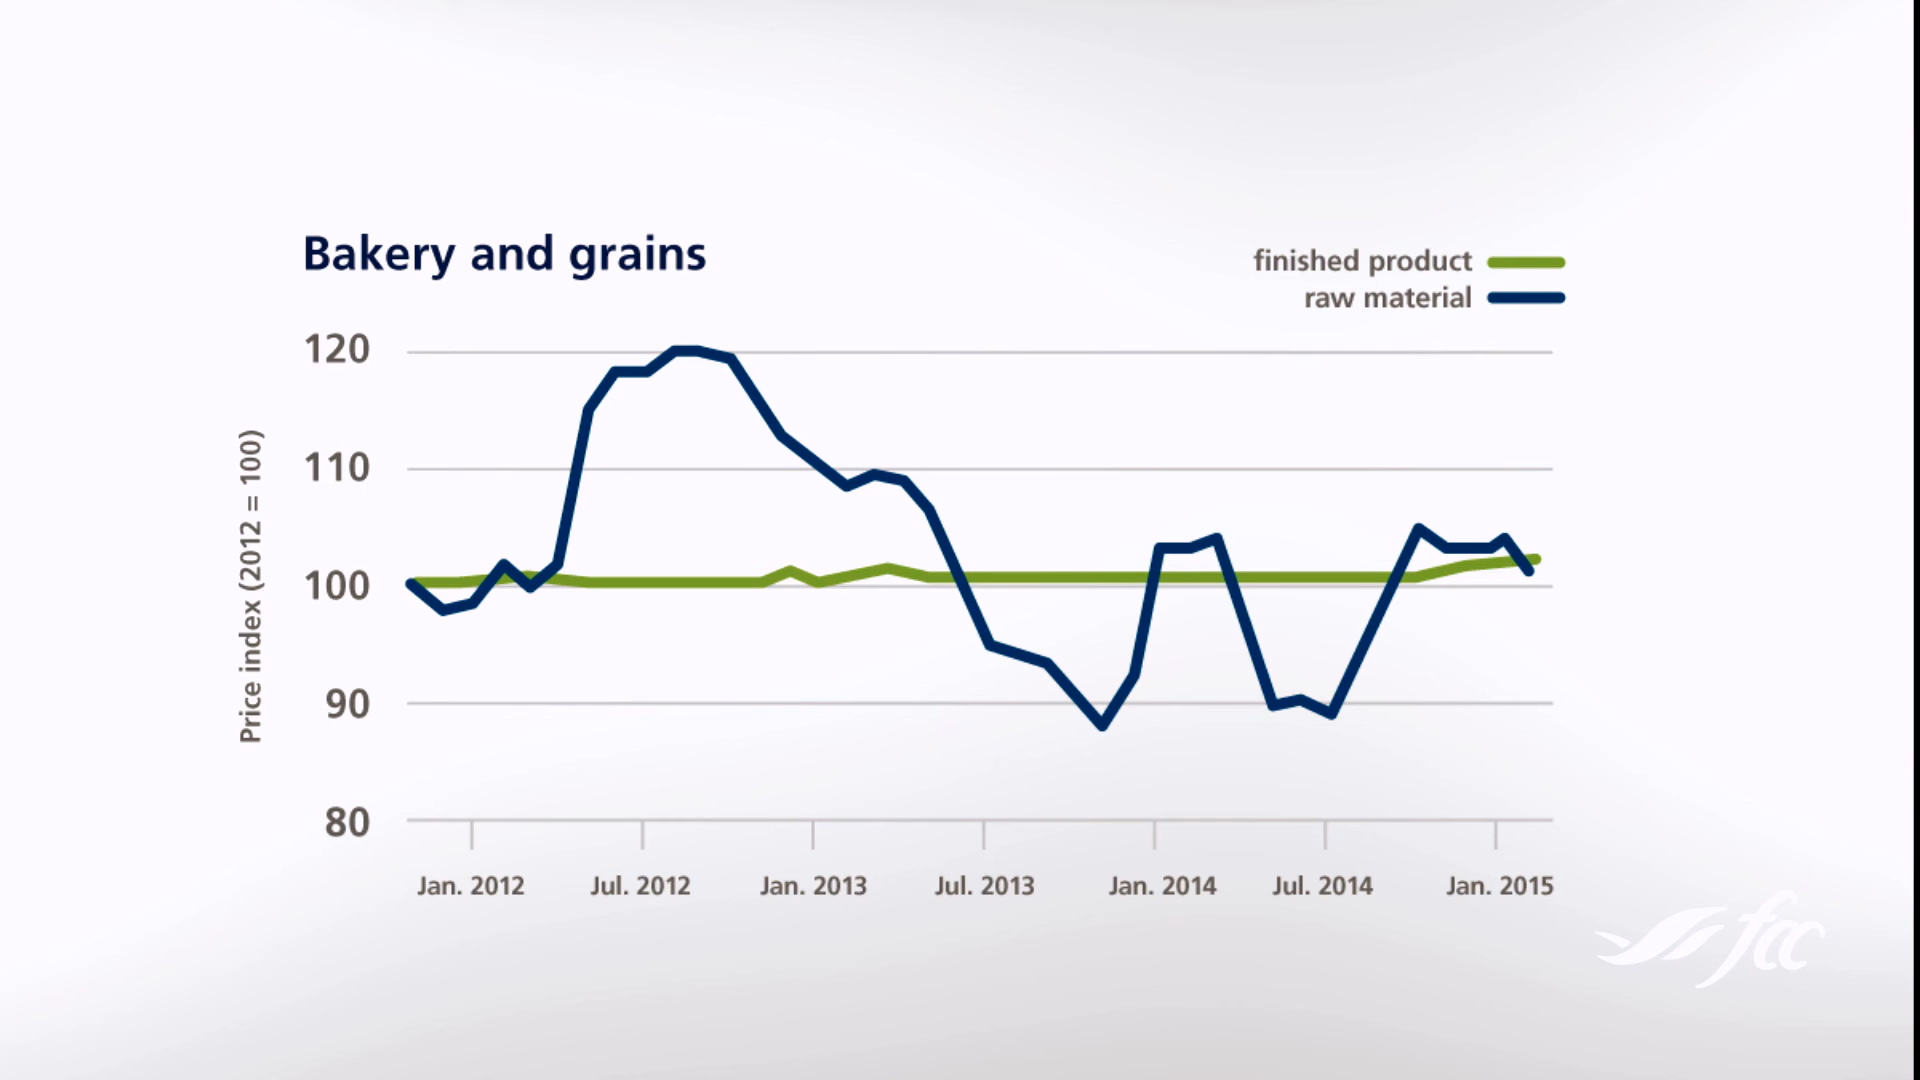 Bakery and grains
finished product
raw material
120
110
100
90
80
Price index (2012 = 100)
Jan. 2012
Jul. 2012
Jan. 2013
Jul. 2013
Jan. 2014
Jul. 2014
Jan. 2015
fcc